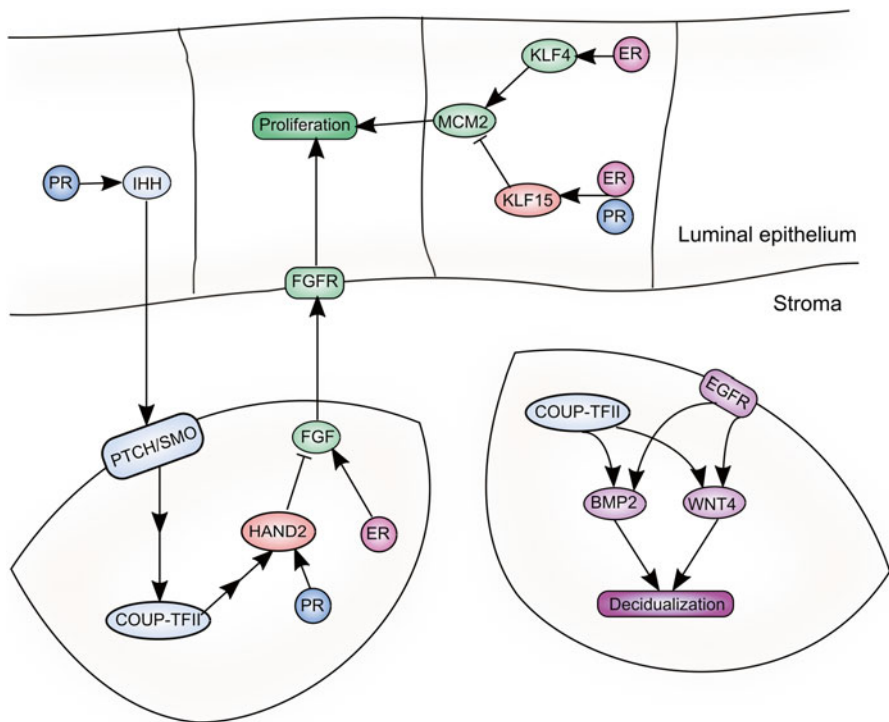 KLF4
ER
Proliferation
MCM2
PR
IHH
ER
KLF15
PR
Luminal epithelium
FGFR
Stroma
EGFR
COUP-TFII
PTCH/SMO
FGF
BMP2
WNT4
HAND2
ER
PR
COUP-TFII
Decidualization